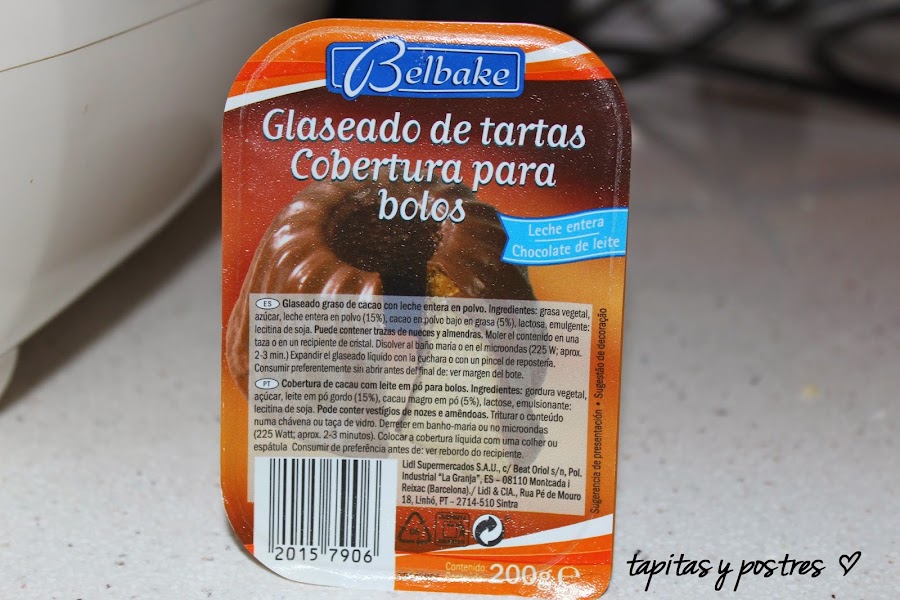 Belbake
Glaseado de tartas
Cobertura para
bolos
Leche entera
Chocolate de leite
ES Glaseado graso de cacao con leche entera en polvo. Ingredientes: grasa vegetal,
azúcar, leche entera en polvo (15%), cacao en polvo bajo en grasa (5%), lactosa, emulgente:
lecitina de soja. Puede contener trazas de nueces y almendras. Moler el contenido en una
taza o en un recipiente de cristal. Disolver al baño maría o en el microondas (225 W; aprox.
2-3 min.) Expandir el glaseado líquido con la cuchara o con un pincel de repostería.
Consumir preferentemente sin abrir antes del final de: ver margen del bote.
PT Cobertura de cacau com leite em pó para bolos. Ingredientes: gordura vegetal,
açúcar, leite em pó gordo (15%), cacau magro em pó (5%), lactose, emulsionante:
lecitina de soja. Pode conter vestígios de nozes e amêndoas. Triturar o conteúdo
numa chávena ou taça de vidro. Derreter em banho-maria ou no microondas
(225 Watt; aprox. 2-3 minutos). Colocar a cobertura líquida com uma colher ou
espátula Consumir de preferência antes de: ver rebordo do recipiente.
Sugerencia de presentación • Sugestão de decoração
Lidl Supermercados S.A.U., c/ Beat Oriol s/n, Pol.
Industrial "La Granja", ES – 08110 Montcada i
Reixac (Barcelona)./ Lidl & CIA., Rua Pé de Mouro
18, Linhó, PT – 2714-510 Sintra
2015 7906
Contenido:
200g e
tapitas y postres ♡